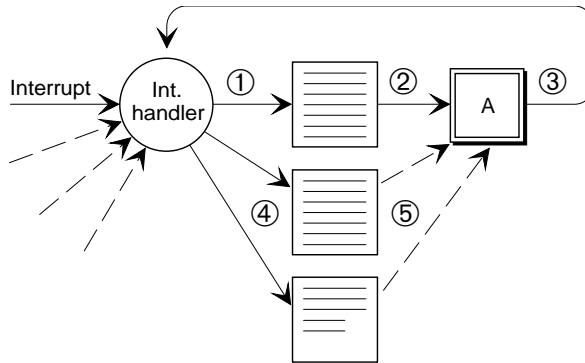 Interrupt
Int.
handler
①
②
A
③
④
⑤